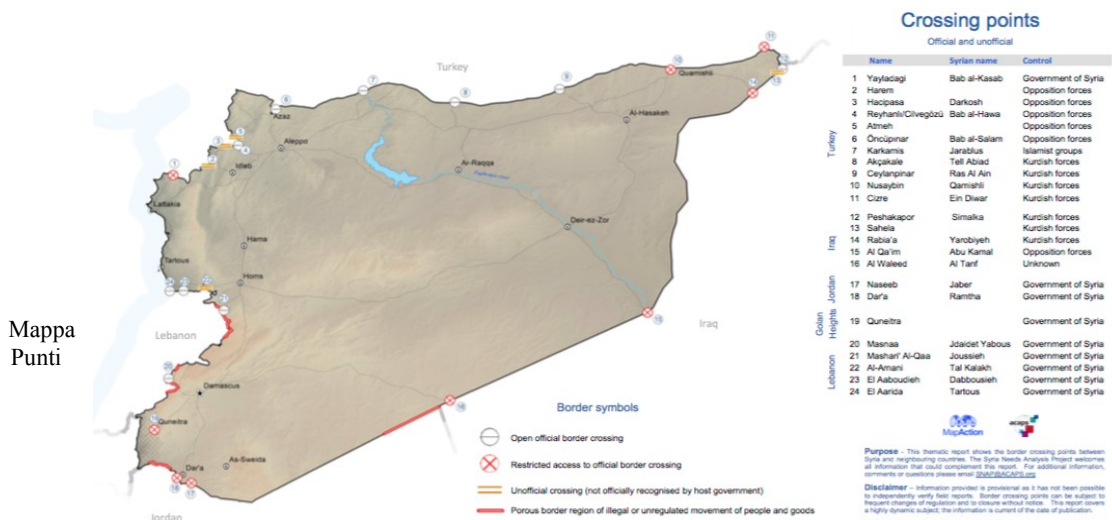 Mappa
Punti
Turkey
Lebanon
Iraq
Jordan
Quamishli
Azaz
Aleppo
Al-Hasakeh
Idleb
Ar-Raqqa
Lattakia
Deir-ez-Zor
Hama
Tartous
Homs
Damascus
Quneitra
Dar'a
As-Sweida
Border symbols
Open official border crossing
Restricted access to official border crossing
Unofficial crossing (not officially recognised by host government)
Porous border region of illegal or unregulated movement of people and goods
Crossing points
Official and unofficial
Name Syrian name Control
Turkey
1 Yayladagi Bab al-Kasab Government of Syria
2 Harem Opposition forces
3 Hacipasa Darkosh Opposition forces
4 Reyhanlı/Cilvegözü Bab al-Hawa Opposition forces
5 Atmeh Opposition forces
6 Öncüpınar Bab al-Salam Opposition forces
7 Karkamis Jarablus Islamist groups
8 Akçakale Tell Abiad Kurdish forces
9 Ceylanpinar Ras Al Ain Kurdish forces
10 Nusaybin Qamishli Kurdish forces
11 Cizre Ein Diwar Kurdish forces
Iraq
12 Peshakapor Simalka Kurdish forces
13 Sahela Kurdish forces
14 Rabia'a Yarobiyeh Kurdish forces
15 Al Qa'im Abu Kamal Opposition forces
16 Al Waleed Al Tanf Unknown
Jordan
17 Naseeb Jaber Government of Syria
18 Dar'a Ramtha Government of Syria
Golan
Heights
19 Quneitra Government of Syria
Lebanon
20 Masnaa Jdaidet Yabous Government of Syria
21 Mashari' Al-Qaa Joussieh Government of Syria
22 Al-Amani Tal Kalakh Government of Syria
23 El Aaboudieh Dabbousieh Government of Syria
24 El Aarida Tartous Government of Syria
MapAction
acaps
Purpose - This thematic report shows the border crossing points between
Syria and neighbouring countries. The Syria Needs Analysis Project welcomes
all information that could complement this report. For additional information,
comments or questions please email SNAP@ACAPS.org
Disclaimer - Information provided is provisional as it has not been possible
to independently verify field reports. Border crossing points can be subject to
frequent changes of regulation and to closure without notice. This report covers
a highly dynamic subject; the information is current of the date of publication.